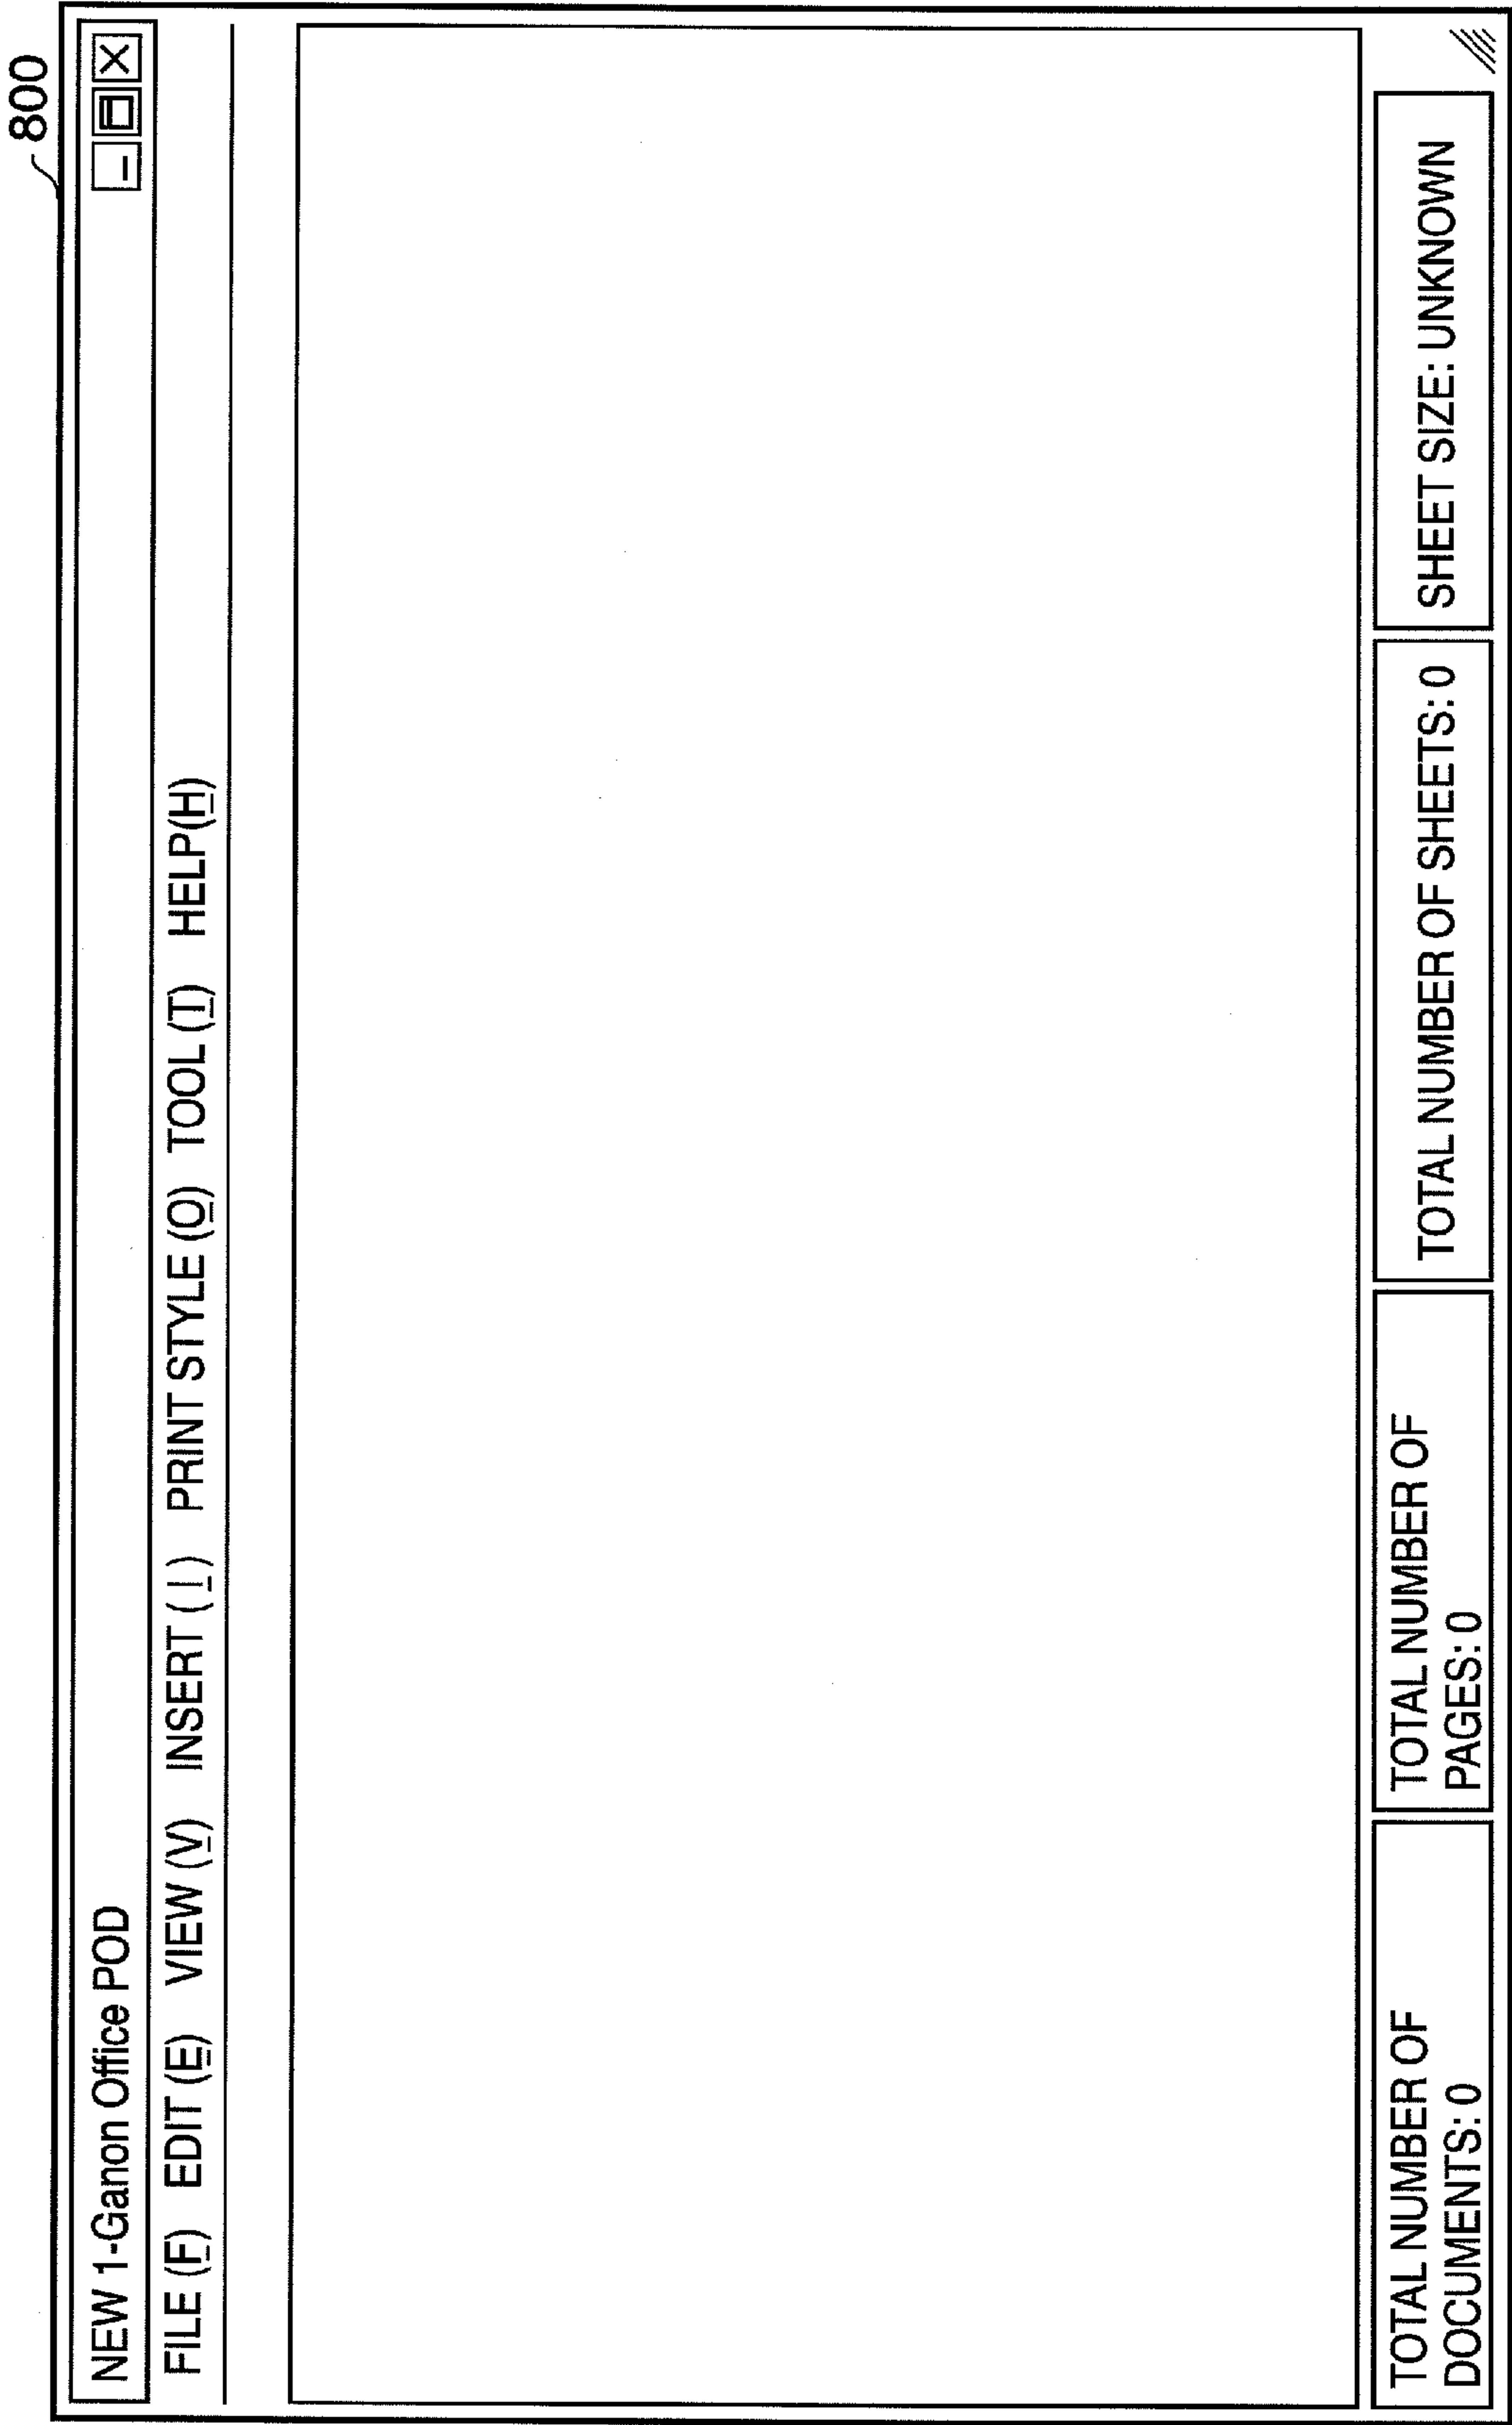 800
NEW 1-Ganon Office POD
FILE (F) EDIT (E) VIEW (V) INSERT (I) PRINT STYLE (O) TOOL (T) HELP(H)
TOTAL NUMBER OF
DOCUMENTS: 0
TOTAL NUMBER OF
PAGES: 0
TOTAL NUMBER OF SHEETS: 0
SHEET SIZE: UNKNOWN